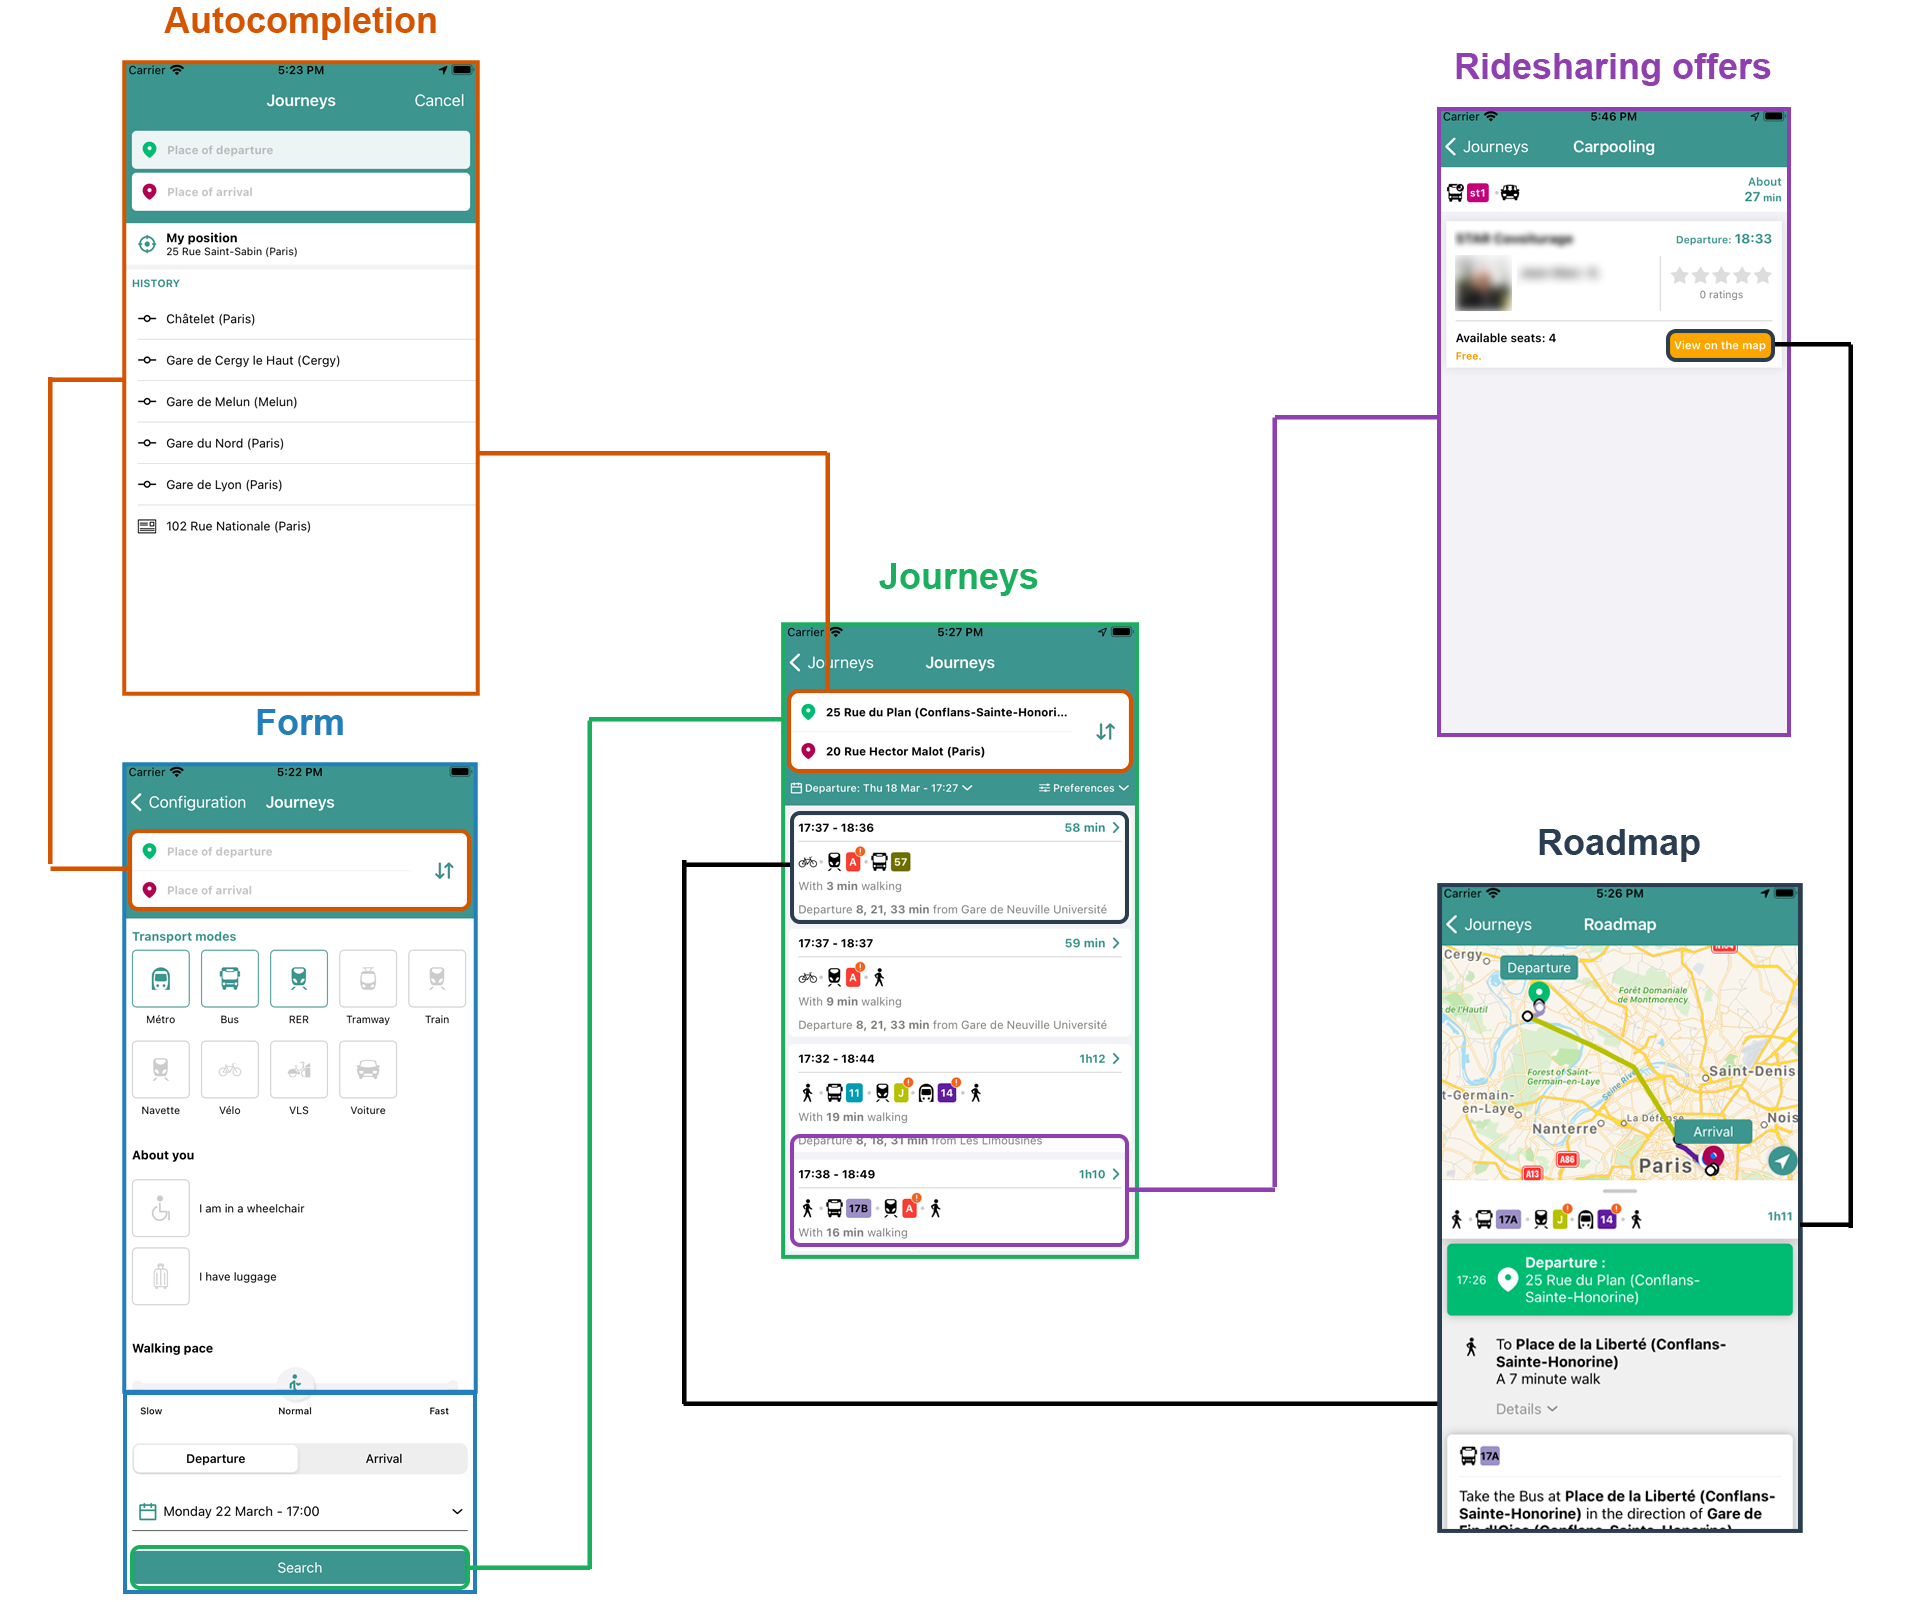 Autocompletion
Carrier 5:23 PM
Journeys Cancel
Place of departure
Place of arrival
My position
25 Rue Saint-Sabin (Paris)
HISTORY
Châtelet (Paris)
Gare de Cergy le Haut (Cergy)
Gare de Melun (Melun)
Gare du Nord (Paris)
Gare de Lyon (Paris)
102 Rue Nationale (Paris)
Form
Carrier 5:22 PM
Configuration Journeys
Place of departure
Place of arrival
Transport modes
Métro Bus RER Tramway Train
Navette Vélo VLS Voiture
About you
I am in a wheelchair
I have luggage
Walking pace
Slow Normal Fast
Departure Arrival
Monday 22 March - 17:00
Search
Journeys
Carrier 5:27 PM
Journeys Journeys
25 Rue du Plan (Conflans-Sainte-Honori...
20 Rue Hector Malot (Paris)
Departure: Thu 18 Mar - 17:27 Preferences
17:37 - 18:36 58 min
A ! 57
With 3 min walking
Departure 8, 21, 33 min from Gare de Neuville Université
17:37 - 18:37 59 min
A !
With 9 min walking
Departure 8, 21, 33 min from Gare de Neuville Université
17:32 - 18:44 1h12
11 J ! 14 !
With 19 min walking
Departure 8, 18, 31 min from Les Limousines
17:38 - 18:49 1h10
17B A !
With 16 min walking
Ridesharing offers
Carrier 5:46 PM
Journeys Carpooling
st1 About
27 min
STAR Covoiturage Departure: 18:33
0 ratings
Available seats: 4
Free.
View on the map
Roadmap
Carrier 5:26 PM
Journeys Roadmap
Cergy
Departure
Forêt Domaniale
de Montmorency
de l'Hautil
Forest of Saint-
Germain-en-Laye
Seine Riv
Saint-Denis
t-Germain-
en-Laye
La Défense
Nois
Nanterre
Arrival
A86
Paris
A13
17A J ! 14 ! 1h11
17:26 Departure :
25 Rue du Plan (Conflans-
Sainte-Honorine)
To Place de la Liberté (Conflans-
Sainte-Honorine)
A 7 minute walk
Details
17A
Take the Bus at Place de la Liberté (Conflans-
Sainte-Honorine) in the direction of Gare de
Fin d'Oise (Conflans-Sainte-Honorine)